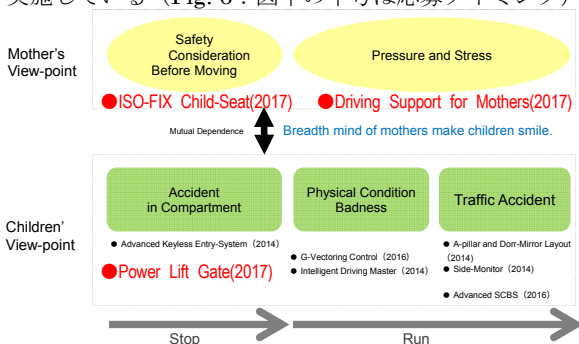 実施している (Fig. 6 : 図中の年号は応募タイミング)
Mother's
View-point
Safety
Consideration
Before Moving
Pressure and Stress
●ISO-FIX Child-Seat(2017)
●Driving Support for Mothers(2017)
Mutual Dependence
Breadth mind of mothers make children smile.
Children'
View-point
Accident
in Compartment
Physical Condition
Badness
Traffic Accident
● Advanced Keyless Entry-System (2014)
●Power Lift Gate(2017)
● G-Vectoring Control (2016)
● Intelligent Driving Master (2014)
● A-pillar and Dorr-Mirror Layout
(2014)
● Side-Monitor (2014)
● Advanced SCBS (2016)
Stop
Run